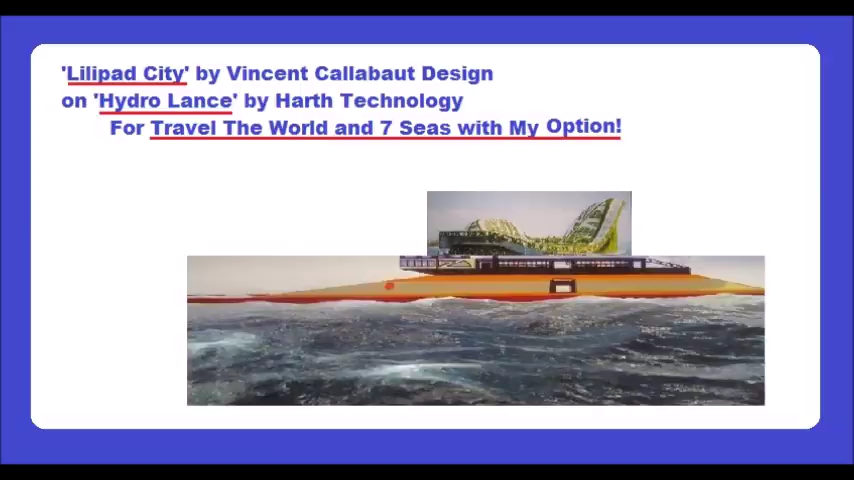 'Lilipad City' by Vincent Callabaut Design
on 'Hydro Lance' by Harth Technology
For Travel The World and 7 Seas with My Option!